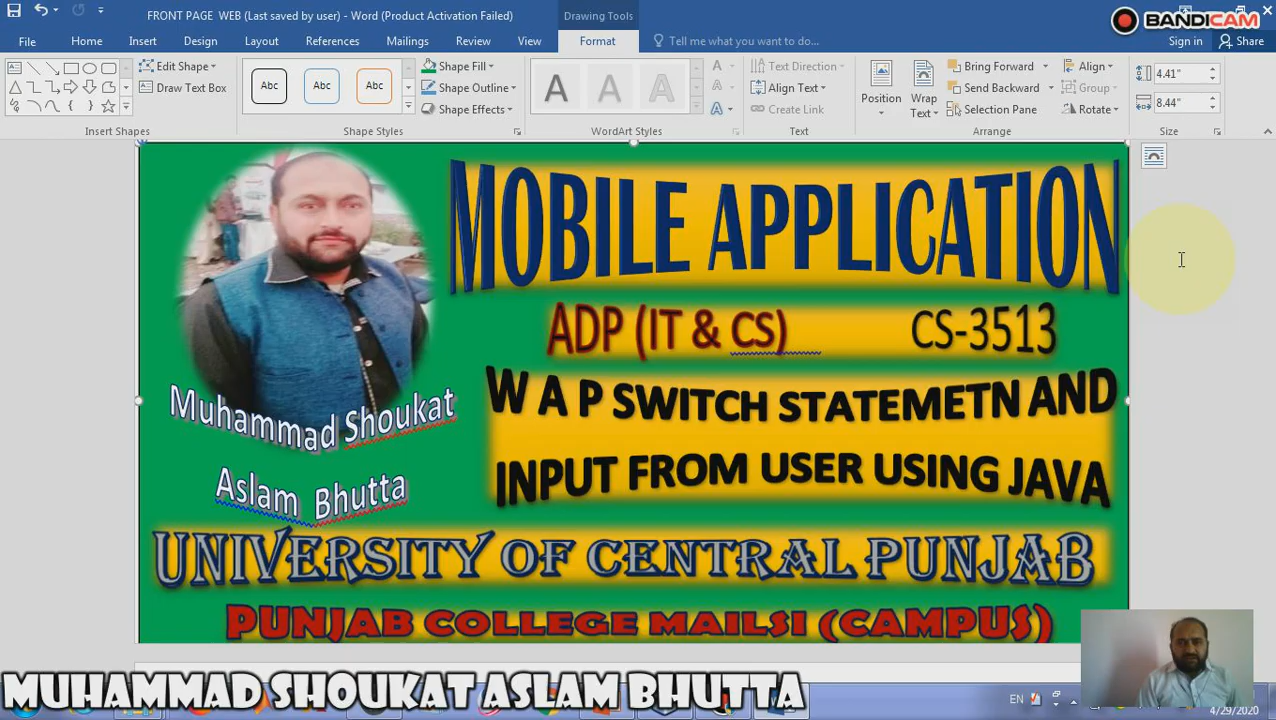 FRONT PAGE WEB (Last saved by user) - Word (Product Activation Failed)
Drawing Tools
BANDICAM
File Home Insert Design Layout References Mailings Review View Format Tell me what you want to do... Sign in Share
Edit Shape
Draw Text Box
Insert Shapes
Abc Abc Abc
Shape Fill
Shape Outline
Shape Effects
Shape Styles
A A A
WordArt Styles
Text Direction
Align Text
Create Link
Text
Position
Wrap Text
Bring Forward
Send Backward
Selection Pane
Align
Group
Rotate
Arrange
4.41"
8.44"
Size
MOBILE APPLICATION
ADP (IT & CS) CS-3513
W A P SWITCH STATEMETN AND
INPUT FROM USER USING JAVA
Muhammad Shoukat
Aslam Bhutta
UNIVERSITY OF CENTRAL PUNJAB
PUNJAB COLLEGE MAILSI (CAMPUS)
MUHAMMAD SHOUKAT ASLAM BHUTTA
EN
4/29/2020